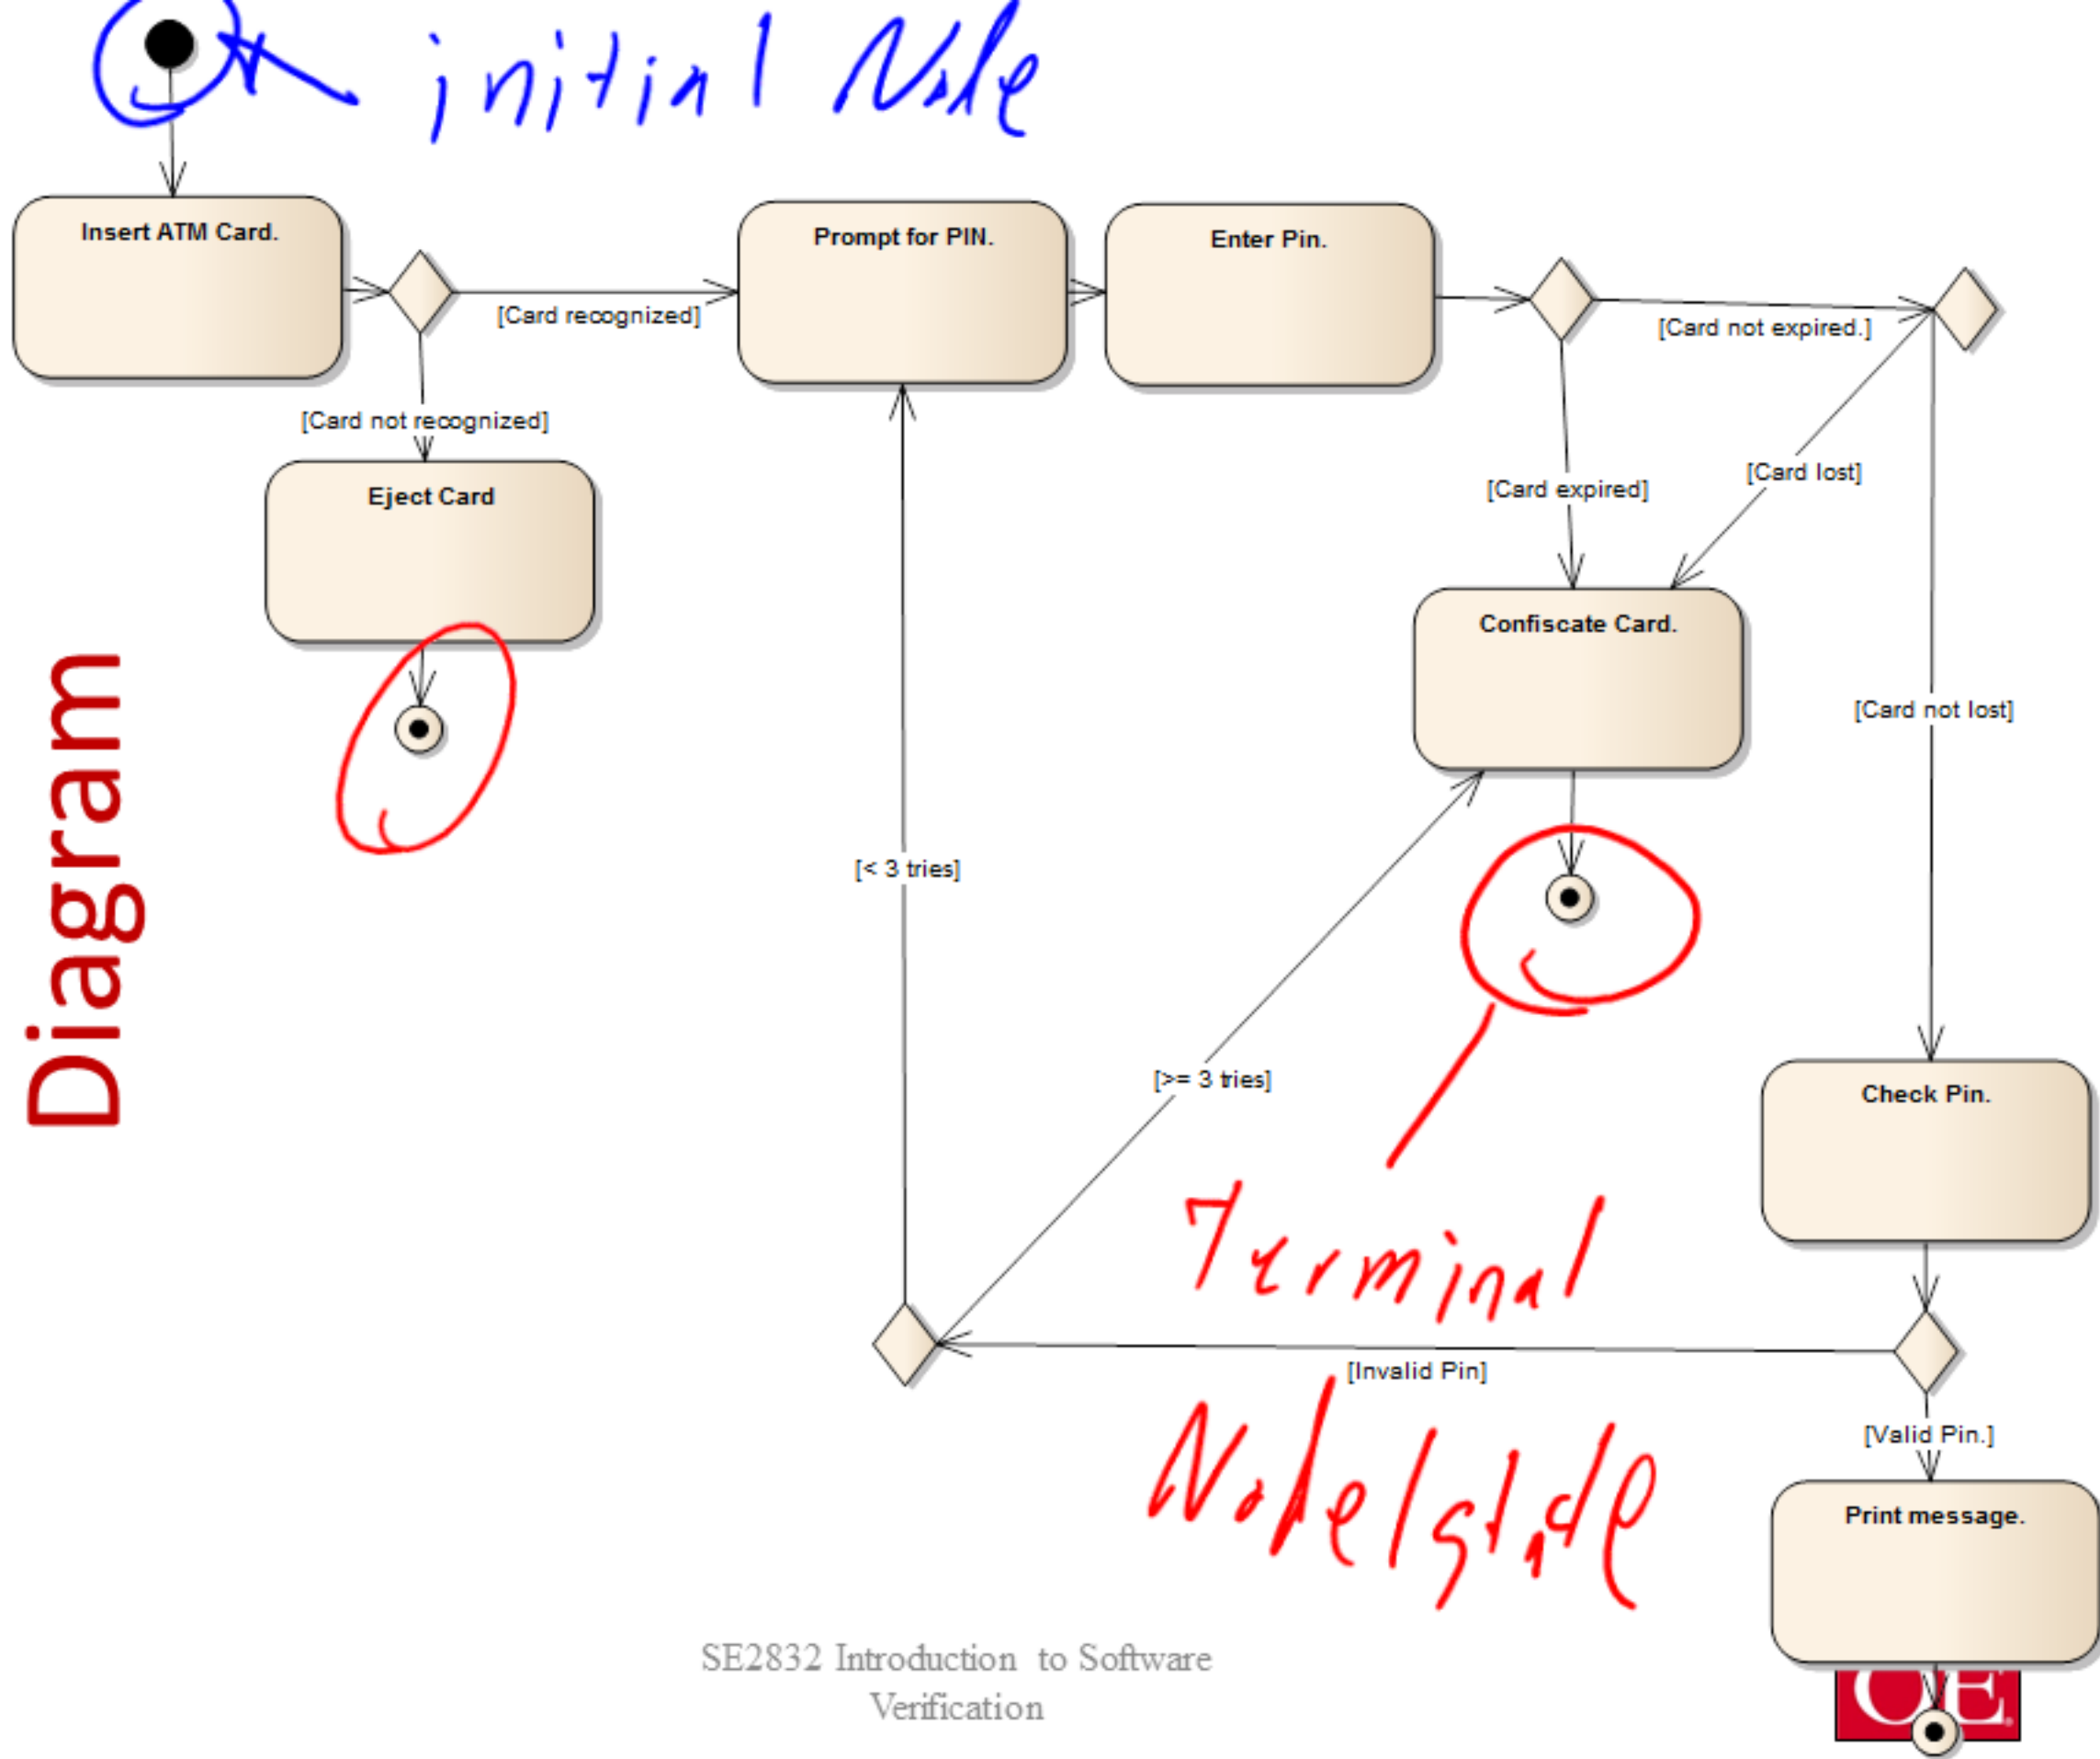 initial Node
Insert ATM Card.
Prompt for PIN.
Enter Pin.
[Card recognized]
[Card not expired.]
[Card not recognized]
Eject Card
[Card lost]
[Card expired]
Confiscate Card.
Diagram
[Card not lost]
[< 3 tries]
[>= 3 tries]
Check Pin.
Terminal
[Invalid Pin]
[Valid Pin.]
Node/state
Print message.
SE2832 Introduction to Software
Verification
OE